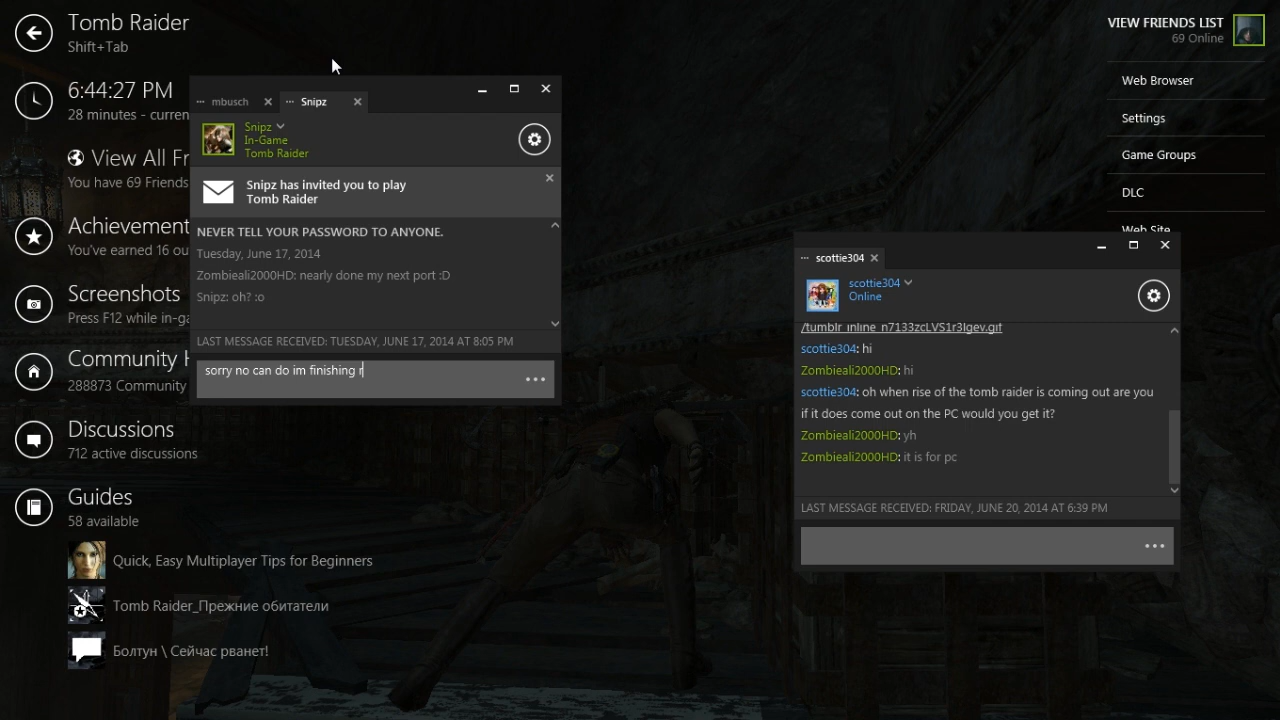 Tomb Raider
Shift+Tab
6:44:27 PM
28 minutes - curren
View All Fr
You have 69 Friends
Achievement
You've earned 16 ou
Screenshots
Press F12 while in-ga
Community H
288873 Community
Discussions
712 active discussions
Guides
58 available
Quick, Easy Multiplayer Tips for Beginners
Tomb Raider_Прежние обитатели
Болтун \ Сейчас рванет!
mbusch
Snipz
Snipz
In-Game
Tomb Raider
Snipz has invited you to play
Tomb Raider
NEVER TELL YOUR PASSWORD TO ANYONE.
Tuesday, June 17, 2014
Zombieali2000HD: nearly done my next port :D
Snipz: oh? :o
LAST MESSAGE RECEIVED: TUESDAY, JUNE 17, 2014 AT 8:05 PM
sorry no can do im finishing r
VIEW FRIENDS LIST
69 Online
Web Browser
Settings
Game Groups
DLC
Web Site
scottie304
scottie304
Online
/tumblr_inline_n7133zcLVS1r3lgev.gif
scottie304: hi
Zombieali2000HD: hi
scottie304: oh when rise of the tomb raider is coming out are you
if it does come out on the PC would you get it?
Zombieali2000HD: yh
Zombieali2000HD: it is for pc
LAST MESSAGE RECEIVED: FRIDAY, JUNE 20, 2014 AT 6:39 PM